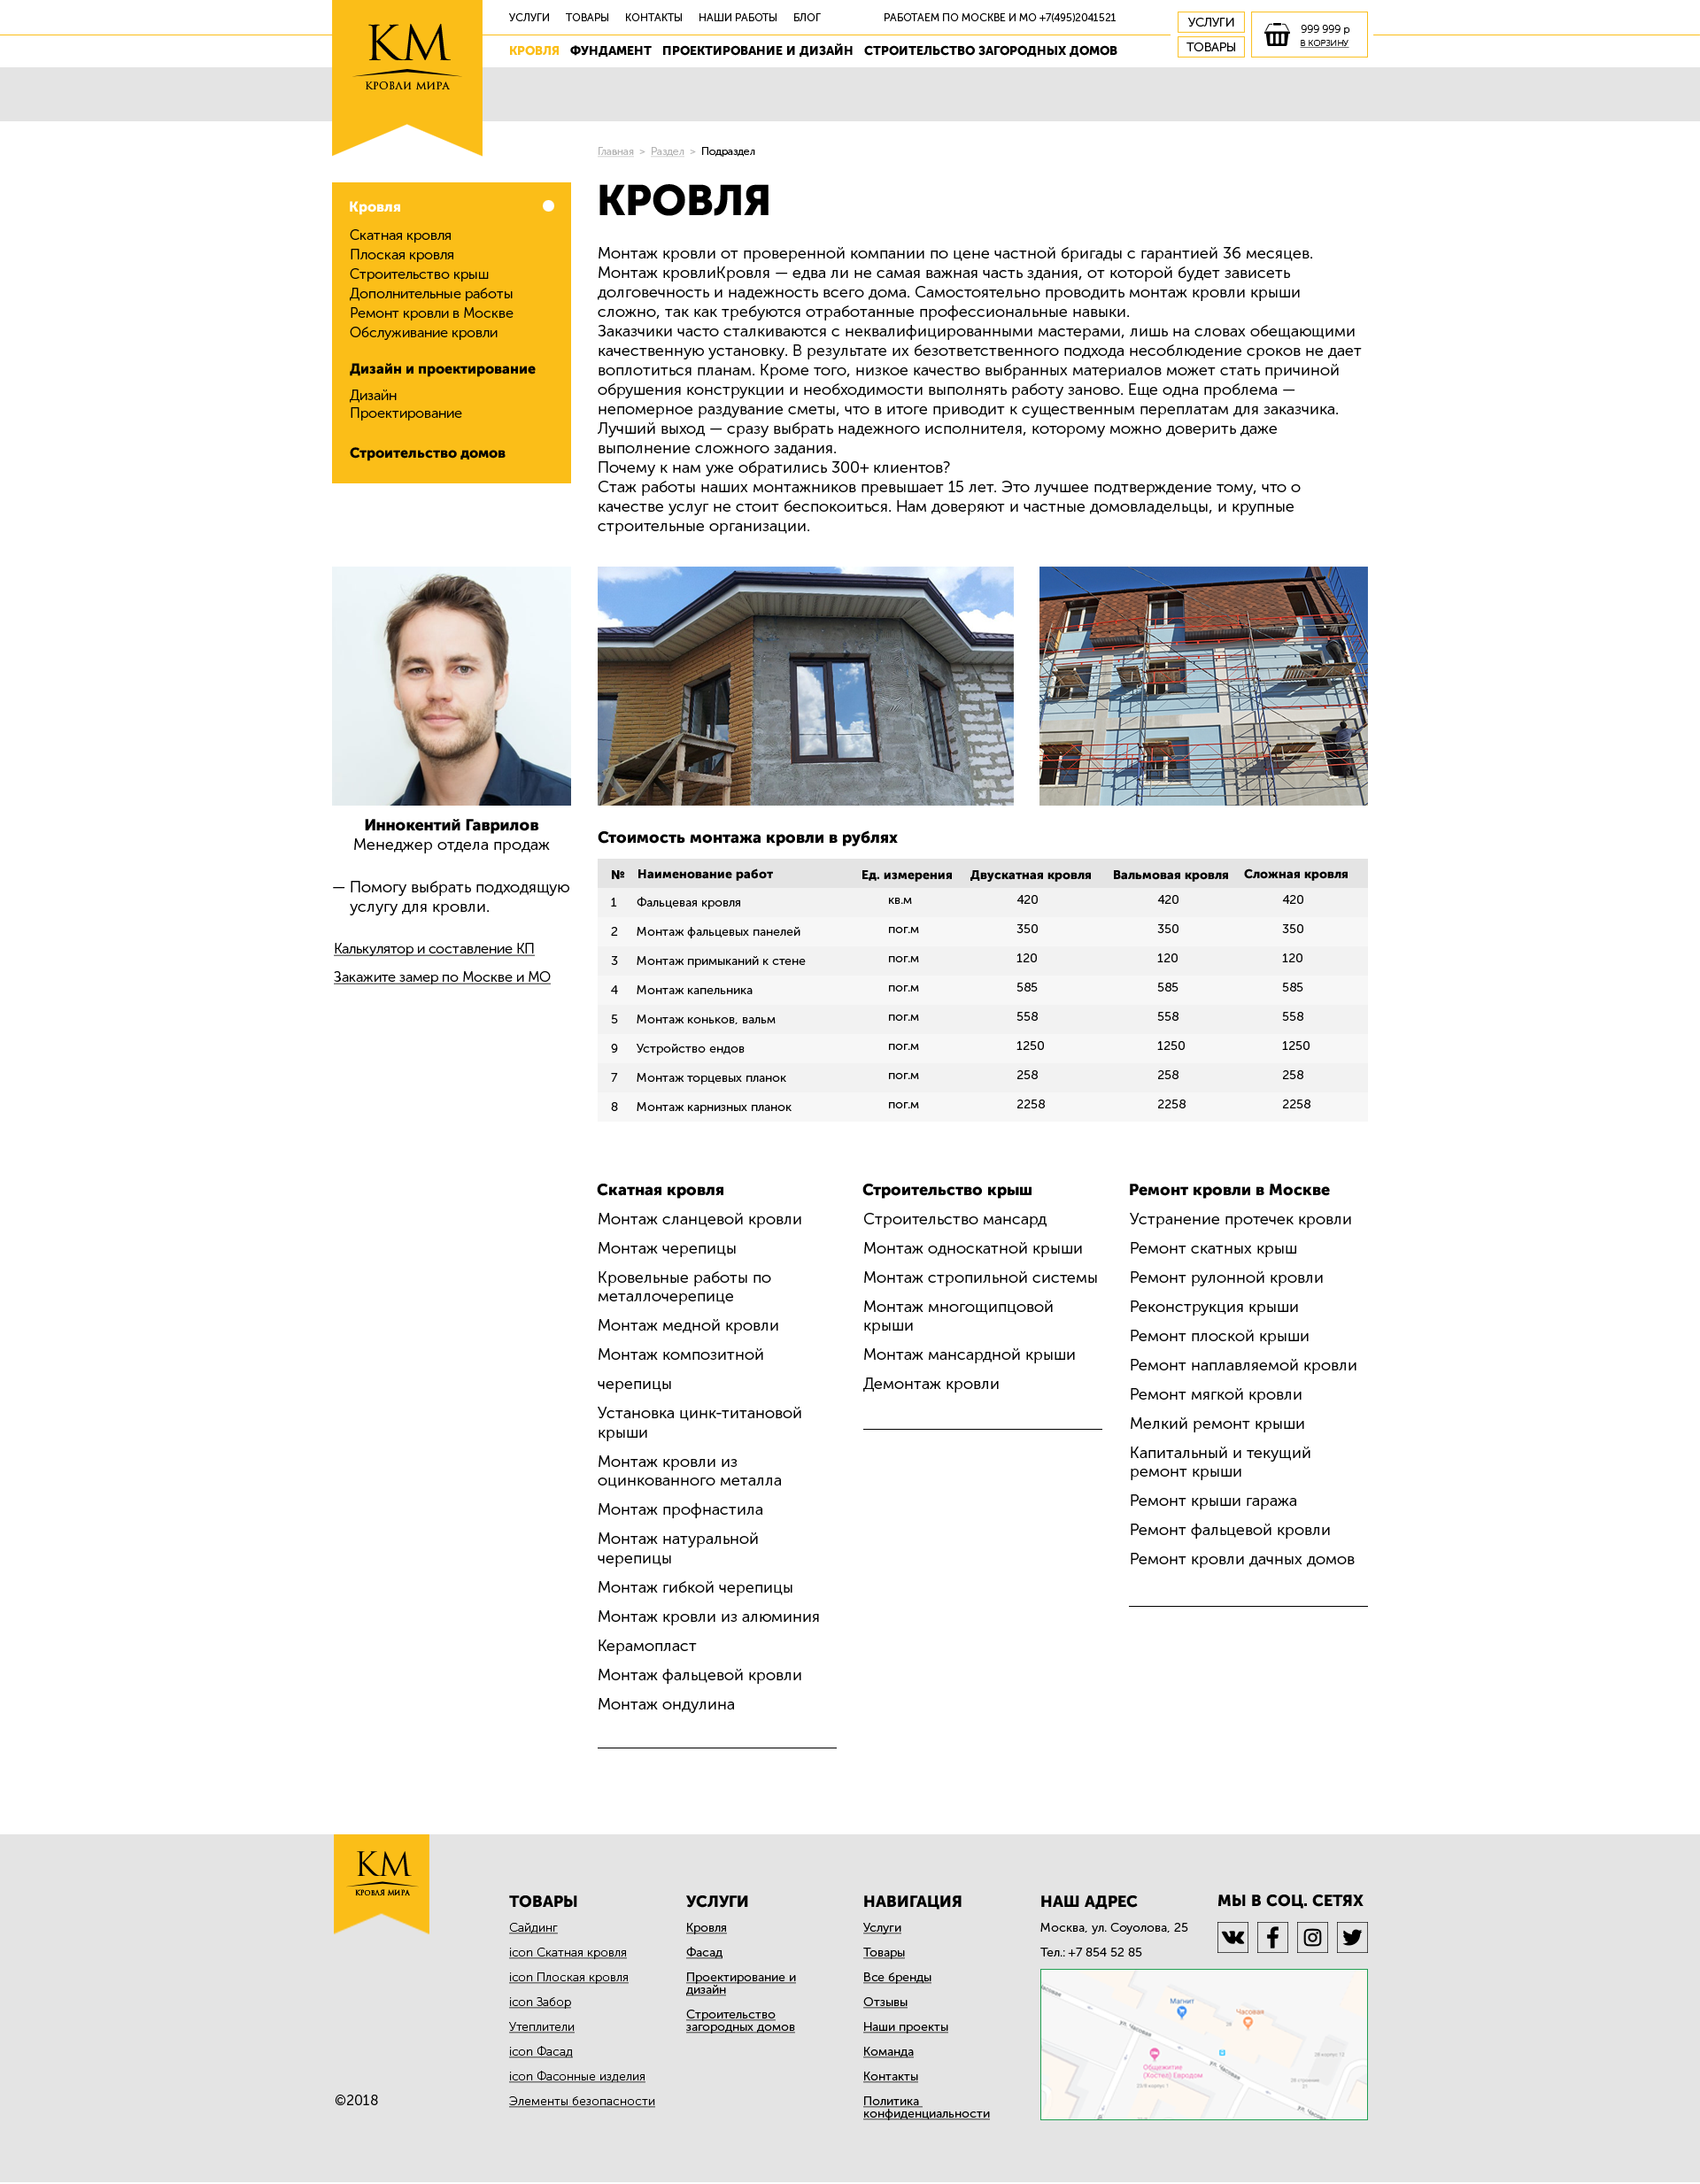 КМ
КРОВЛИ МИРА
УСЛУГИ ТОВАРЫ КОНТАКТЫ НАШИ РАБОТЫ БЛОГ РАБОТАЕМ ПО МОСКВЕ И МО +7(495)2041521
КРОВЛЯ ФУНДАМЕНТ ПРОЕКТИРОВАНИЕ И ДИЗАЙН СТРОИТЕЛЬСТВО ЗАГОРОДНЫХ ДОМОВ
УСЛУГИ
ТОВАРЫ
999 999 р
В КОРЗИНУ
Главная > Раздел > Подраздел
Кровля
Скатная кровля
Плоская кровля
Строительство крыш
Дополнительные работы
Ремонт кровли в Москве
Обслуживание кровли
Дизайн и проектирование
Дизайн
Проектирование
Строительство домов
КРОВЛЯ
Монтаж кровли от проверенной компании по цене частной бригады с гарантией 36 месяцев.
Монтаж кровлиКровля — едва ли не самая важная часть здания, от которой будет зависеть
долговечность и надежность всего дома. Самостоятельно проводить монтаж кровли крыши
сложно, так как требуются отработанные профессиональные навыки.
Заказчики часто сталкиваются с неквалифицированными мастерами, лишь на словах обещающими
качественную установку. В результате их безответственного подхода несоблюдение сроков не дает
воплотиться планам. Кроме того, низкое качество выбранных материалов может стать причиной
обрушения конструкции и необходимости выполнять работу заново. Еще одна проблема —
непомерное раздувание сметы, что в итоге приводит к существенным переплатам для заказчика.
Лучший выход — сразу выбрать надежного исполнителя, которому можно доверить даже
выполнение сложного задания.
Почему к нам уже обратились 300+ клиентов?
Стаж работы наших монтажников превышает 15 лет. Это лучшее подтверждение тому, что о
качестве услуг не стоит беспокоиться. Нам доверяют и частные домовладельцы, и крупные
строительные организации.
Иннокентий Гаврилов
Менеджер отдела продаж
— Помогу выбрать подходящую
услугу для кровли.
Калькулятор и составление КП
Закажите замер по Москве и МО
Стоимость монтажа кровли в рублях
№ Наименование работ Ед. измерения Двускатная кровля Вальмовая кровля Сложная кровля
1 Фальцевая кровля кв.м 420 420 420
2 Монтаж фальцевых панелей пог.м 350 350 350
3 Монтаж примыканий к стене пог.м 120 120 120
4 Монтаж капельника пог.м 585 585 585
5 Монтаж коньков, вальм пог.м 558 558 558
9 Устройство ендов пог.м 1250 1250 1250
7 Монтаж торцевых планок пог.м 258 258 258
8 Монтаж карнизных планок пог.м 2258 2258 2258
Скатная кровля
Монтаж сланцевой кровли
Монтаж черепицы
Кровельные работы по
металлочерепице
Монтаж медной кровли
Монтаж композитной
черепицы
Установка цинк-титановой
крыши
Монтаж кровли из
оцинкованного металла
Монтаж профнастила
Монтаж натуральной
черепицы
Монтаж гибкой черепицы
Монтаж кровли из алюминия
Керамопласт
Монтаж фальцевой кровли
Монтаж ондулина
Строительство крыш
Строительство мансард
Монтаж односкатной крыши
Монтаж стропильной системы
Монтаж многощипцовой
крыши
Монтаж мансардной крыши
Демонтаж кровли
Ремонт кровли в Москве
Устранение протечек кровли
Ремонт скатных крыш
Ремонт рулонной кровли
Реконструкция крыши
Ремонт плоской крыши
Ремонт наплавляемой кровли
Ремонт мягкой кровли
Мелкий ремонт крыши
Капитальный и текущий
ремонт крыши
Ремонт крыши гаража
Ремонт фальцевой кровли
Ремонт кровли дачных домов
КМ
КРОВЛЯ МИРА
©2018
ТОВАРЫ
Сайдинг
icon Скатная кровля
icon Плоская кровля
icon Забор
Утеплители
icon Фасад
icon Фасонные изделия
Элементы безопасности
УСЛУГИ
Кровля
Фасад
Проектирование и
дизайн
Строительство
загородных домов
НАВИГАЦИЯ
Услуги
Товары
Все бренды
Отзывы
Наши проекты
Команда
Контакты
Политика
конфиденциальности
НАШ АДРЕС
Москва, ул. Соуолова, 25
Тел.: +7 854 52 85
МЫ В СОЦ. СЕТЯХ
Магнит
Часовая
ул. Часовая
ул. Часовая
Общежитие
(Хостел) Евродом
ул. Часовая